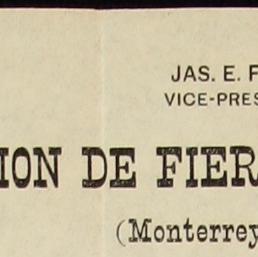 JAS. E. F
VICE-PRES
ION DE FIER
(Monterrey